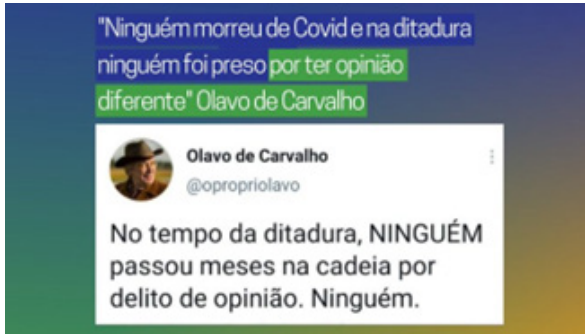 "Ninguém morreu de Covid e na ditadura
ninguém foi preso por ter opinião
diferente" Olavo de Carvalho
Olavo de Carvalho
@opropriolavo
No tempo da ditadura, NINGUÉM
passou meses na cadeia por
delito de opinião. Ninguém.